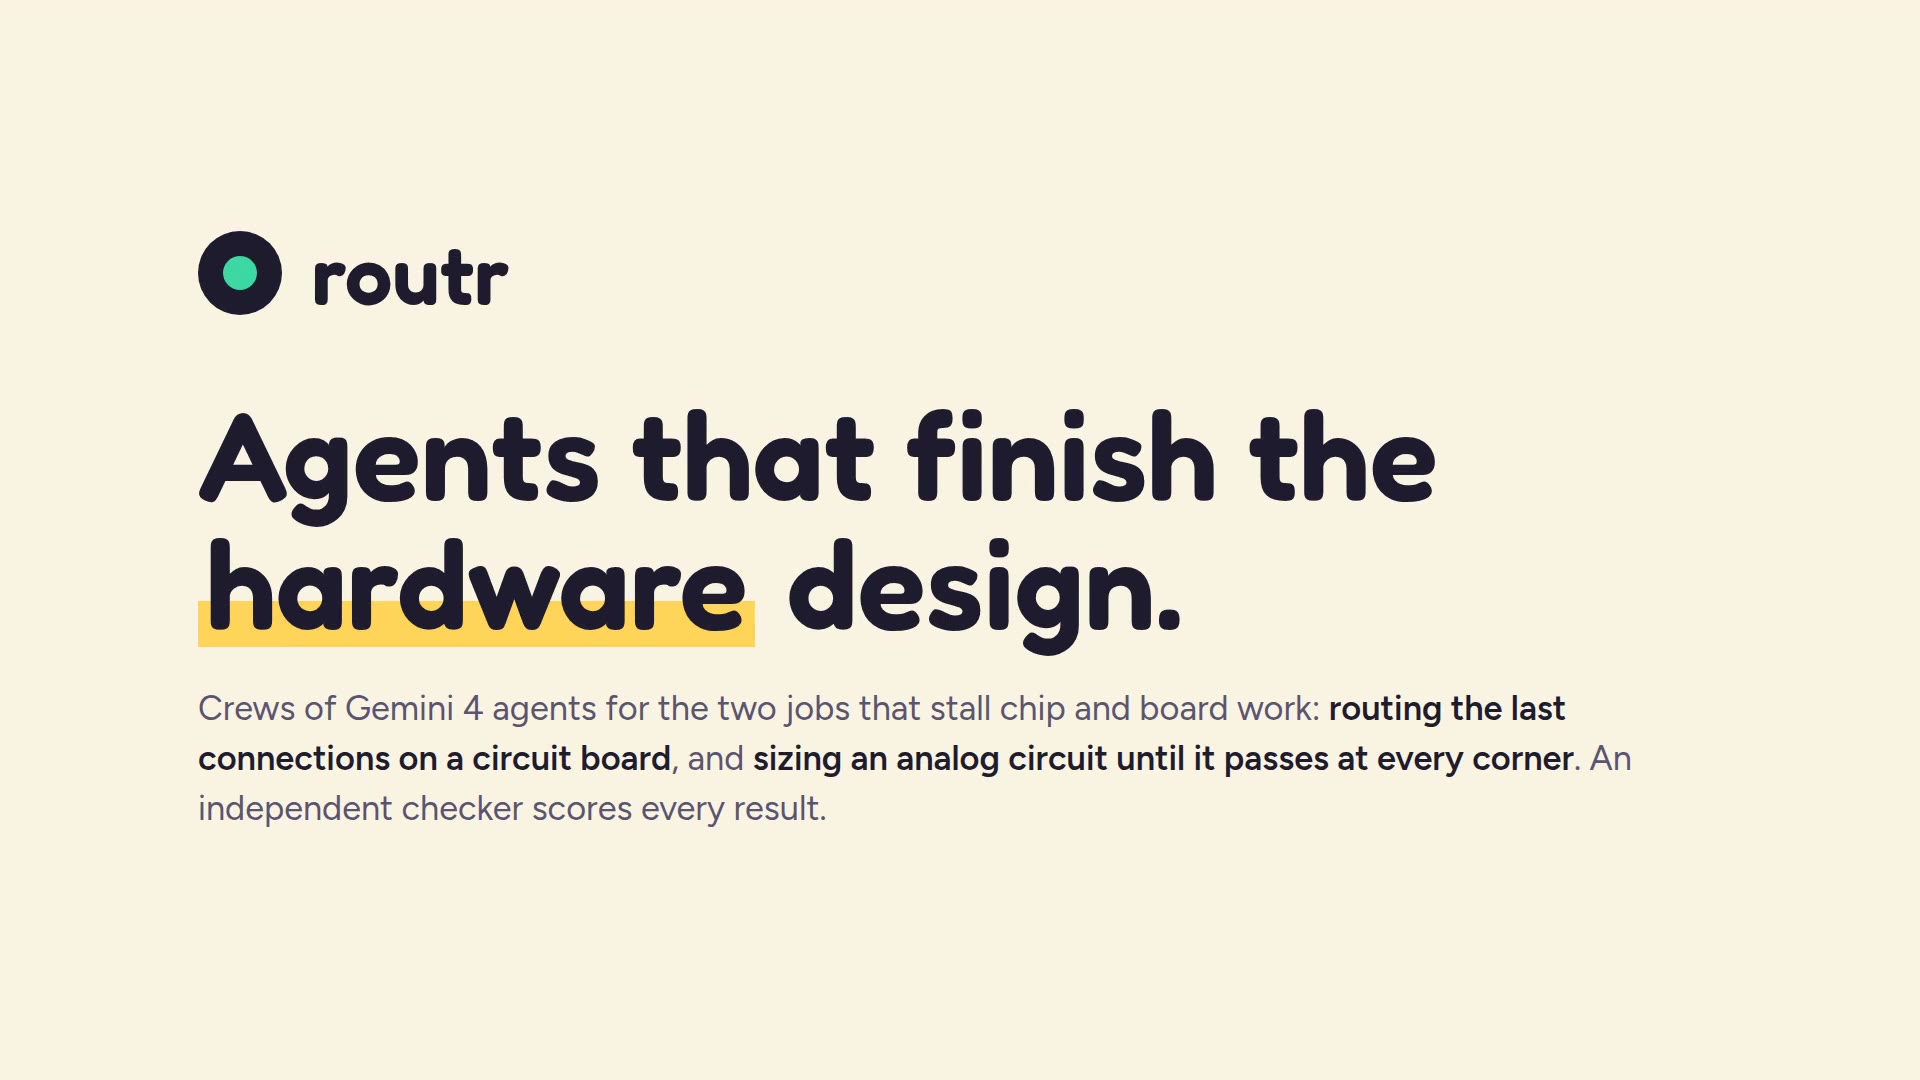 routr
Agents that finish the
hardware design.
Crews of Gemini 4 agents for the two jobs that stall chip and board work: routing the last
connections on a circuit board, and sizing an analog circuit until it passes at every corner. An
independent checker scores every result.